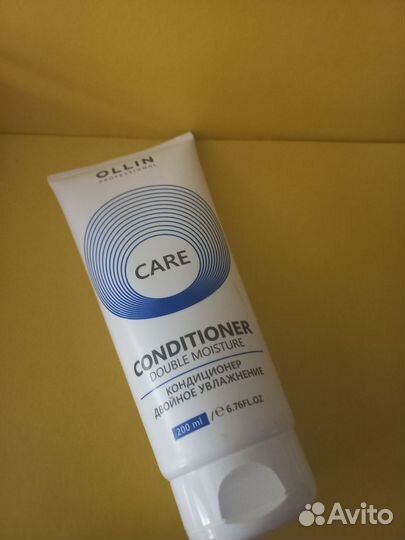 OLLIN
PROFESSIONAL
CARE
CONDITIONER
DOUBLE MOISTURE
КОНДИЦИОНЕР
ДВОЙНОЕ УВЛАЖНЕНИЕ
200 ml / ℮ 6.76FL.OZ
Avito